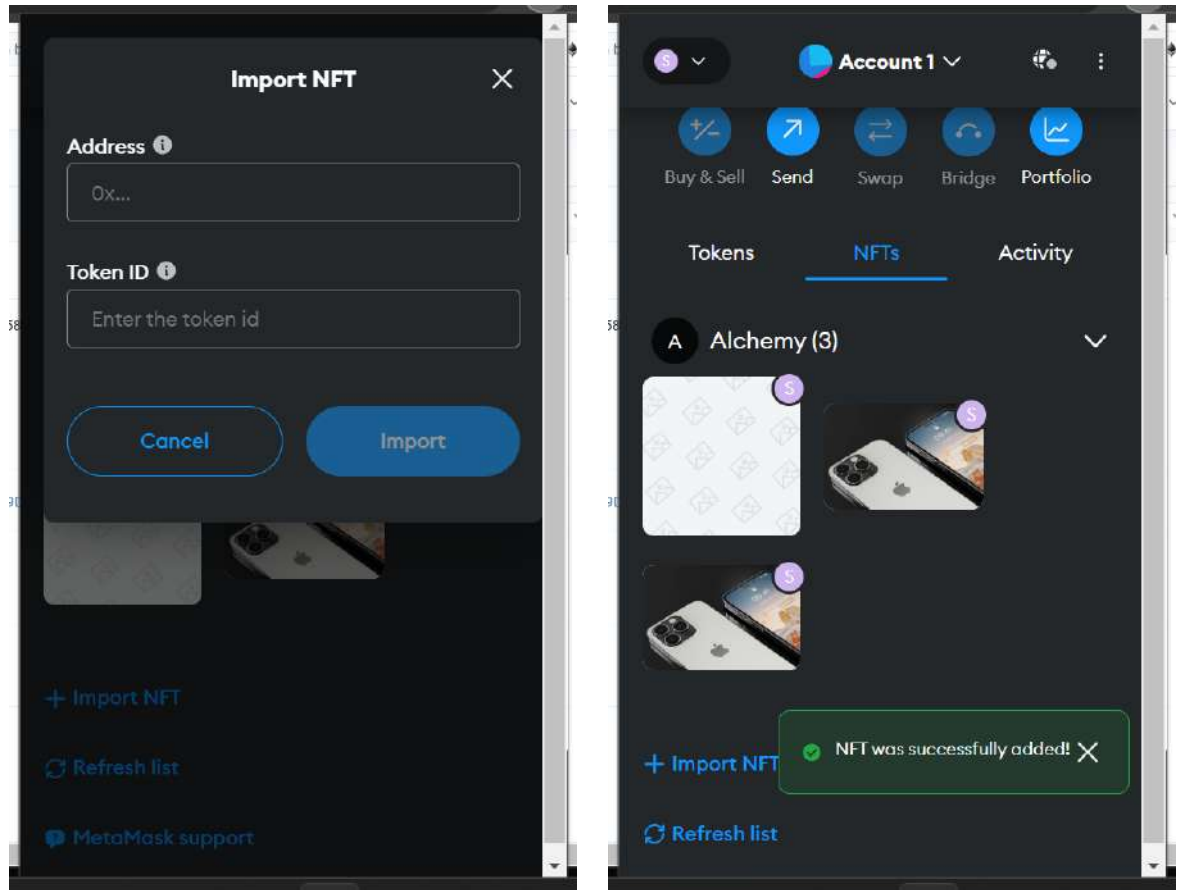 Import NFT
Address
0x...
Token ID
Enter the token id
Cancel
Import
+ Import NFT
Refresh list
MetaMask support
S
Account 1
Buy & Sell
Send
Swap
Bridge
Portfolio
Tokens
NFTs
Activity
A
Alchemy (3)
S
S
S
NFT was successfully added!
+ Import NFT
Refresh list